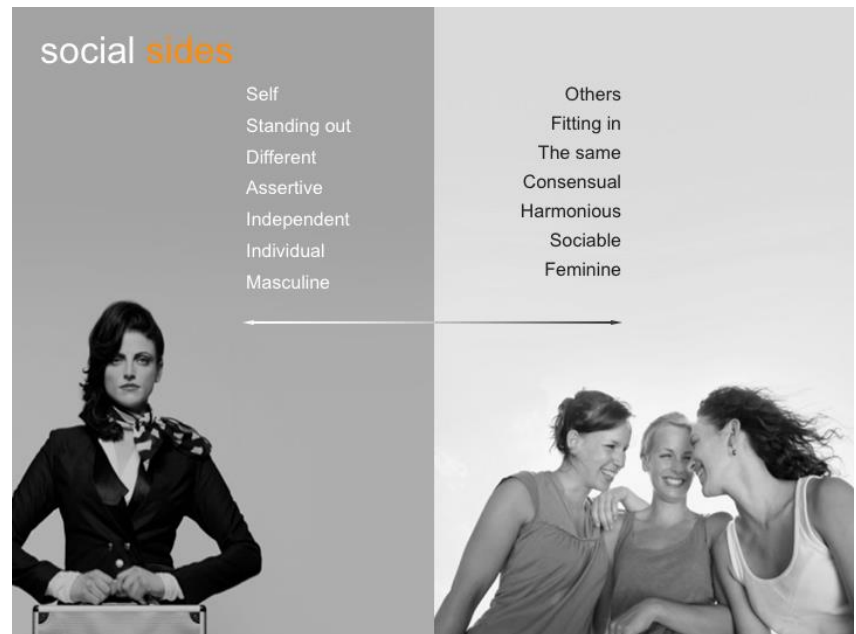 social sides
Self
Standing out
Different
Assertive
Independent
Individual
Masculine
Others
Fitting in
The same
Consensual
Harmonious
Sociable
Feminine